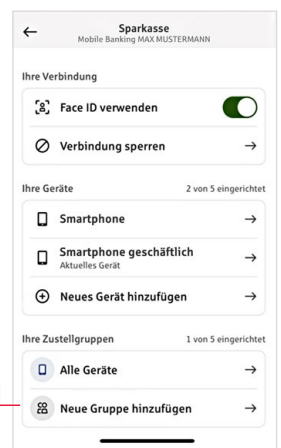 Sparkasse
Mobile Banking MAX MUSTERMANN
Ihre Verbindung
Face ID verwenden
Verbindung sperren
Ihre Geräte 2 von 5 eingerichtet
Smartphone
Smartphone geschäftlich
Aktuelles Gerät
Neues Gerät hinzufügen
Ihre Zustellgruppen 1 von 5 eingerichtet
Alle Geräte
Neue Gruppe hinzufügen